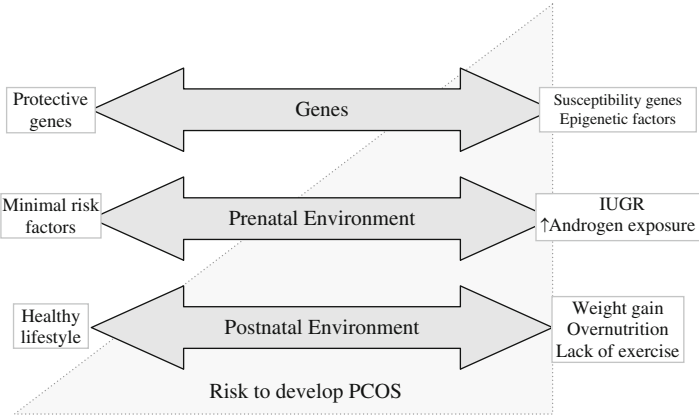 Protective
genes
Genes
Susceptibility genes
Epigenetic factors
Minimal risk
factors
Prenatal Environment
IUGR
↑Androgen exposure
Healthy
lifestyle
Postnatal Environment
Weight gain
Overnutrition
Lack of exercise
Risk to develop PCOS